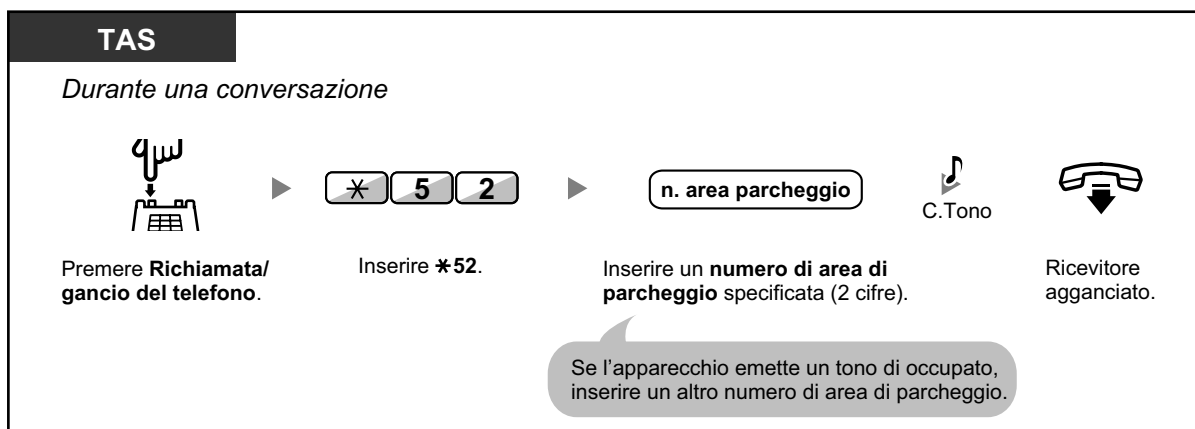 TAS
Durante una conversazione
* 5 2
n. area parcheggio
C.Tono
Premere Richiamata/
gancio del telefono.
Inserire *52.
Inserire un numero di area di
parcheggio specificata (2 cifre).
Ricevitore
agganciato.
Se l’apparecchio emette un tono di occupato,
inserire un altro numero di area di parcheggio.